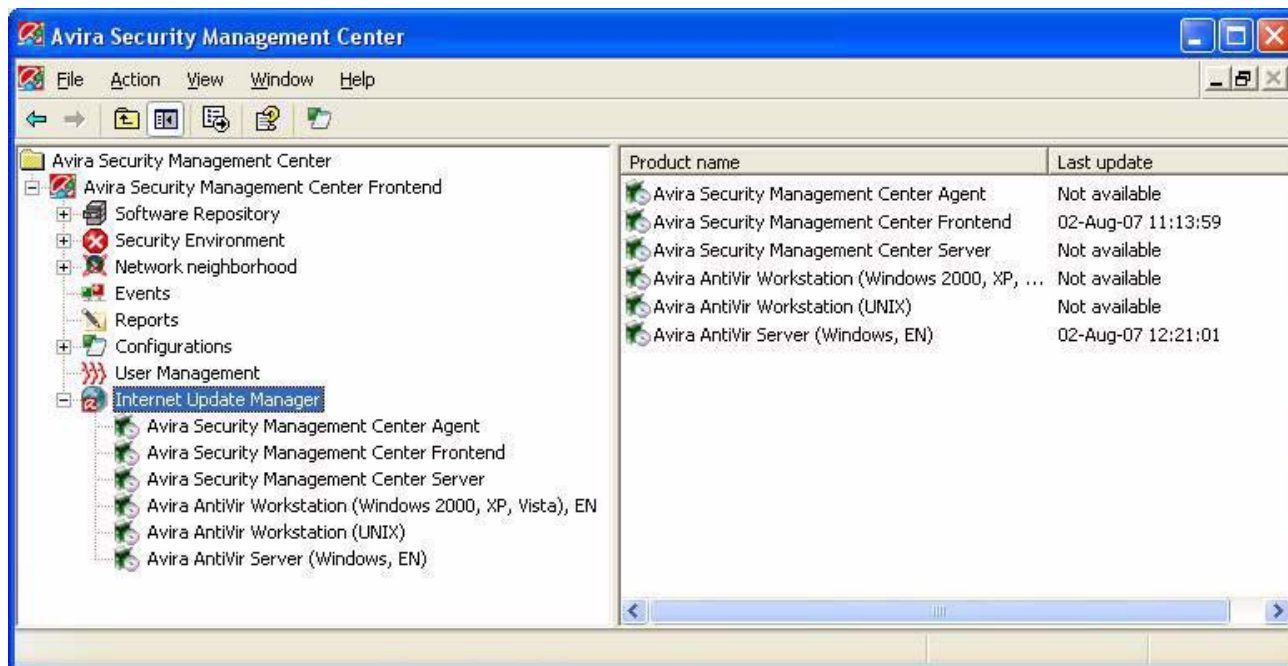 Avira Security Management Center
File Action View Window Help
Avira Security Management Center
Avira Security Management Center Frontend
Software Repository
Security Environment
Network neighborhood
Events
Reports
Configurations
User Management
Internet Update Manager
Avira Security Management Center Agent
Avira Security Management Center Frontend
Avira Security Management Center Server
Avira AntiVir Workstation (Windows 2000, XP, Vista), EN
Avira AntiVir Workstation (UNIX)
Avira AntiVir Server (Windows, EN)
Product name Last update
Avira Security Management Center Agent Not available
Avira Security Management Center Frontend 02-Aug-07 11:13:59
Avira Security Management Center Server Not available
Avira AntiVir Workstation (Windows 2000, XP, ... Not available
Avira AntiVir Workstation (UNIX) Not available
Avira AntiVir Server (Windows, EN) 02-Aug-07 12:21:01